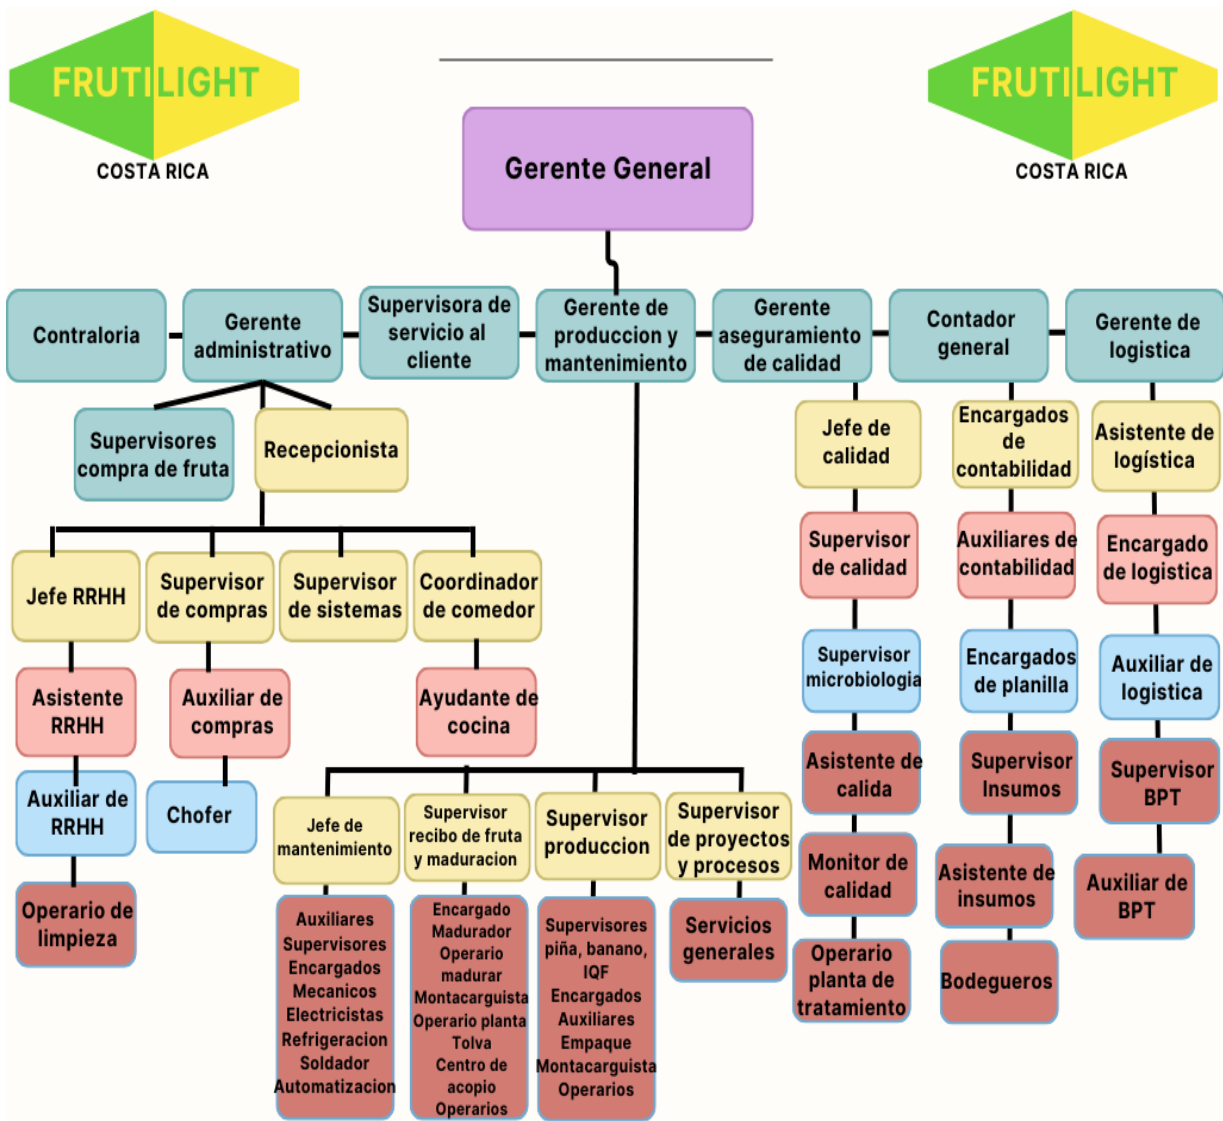 FRUTILIGHT
COSTA RICA
FRUTILIGHT
COSTA RICA
Gerente General
Contraloria
Gerente
administrativo
Supervisora de
servicio al
cliente
Gerente de
produccion y
mantenimiento
Gerente
aseguramiento
de calidad
Contador
general
Gerente de
logistica
Supervisores
compra de fruta
Recepcionista
Jefe de
calidad
Encargados
de
contabilidad
Asistente de
logística
Jefe RRHH
Supervisor
de compras
Supervisor
de sistemas
Coordinador
de comedor
Supervisor
de calidad
Auxiliares de
contabilidad
Encargado
de logistica
Asistente
RRHH
Auxiliar de
compras
Ayudante de
cocina
Supervisor
microbiologia
Encargados
de planilla
Auxiliar de
logistica
Auxiliar de
RRHH
Chofer
Asistente de
calida
Supervisor
Insumos
Supervisor
BPT
Operario de
limpieza
Jefe de
mantenimiento
Supervisor
recibo de fruta
y maduracion
Supervisor
produccion
Supervisor
de proyectos
y procesos
Monitor de
calidad
Asistente de
insumos
Auxiliar de
BPT
Auxiliares
Supervisores
Encargados
Mecanicos
Electricistas
Refrigeracion
Soldador
Automatizacion
Encargado
Madurador
Operario
madurar
Montacarguista
Operario planta
Tolva
Centro de
acopio
Operarios
Supervisores
piña, banano,
IQF
Encargados
Auxiliares
Empaque
Montacarguista
Operarios
Servicios
generales
Operario
planta de
tratamiento
Bodegueros